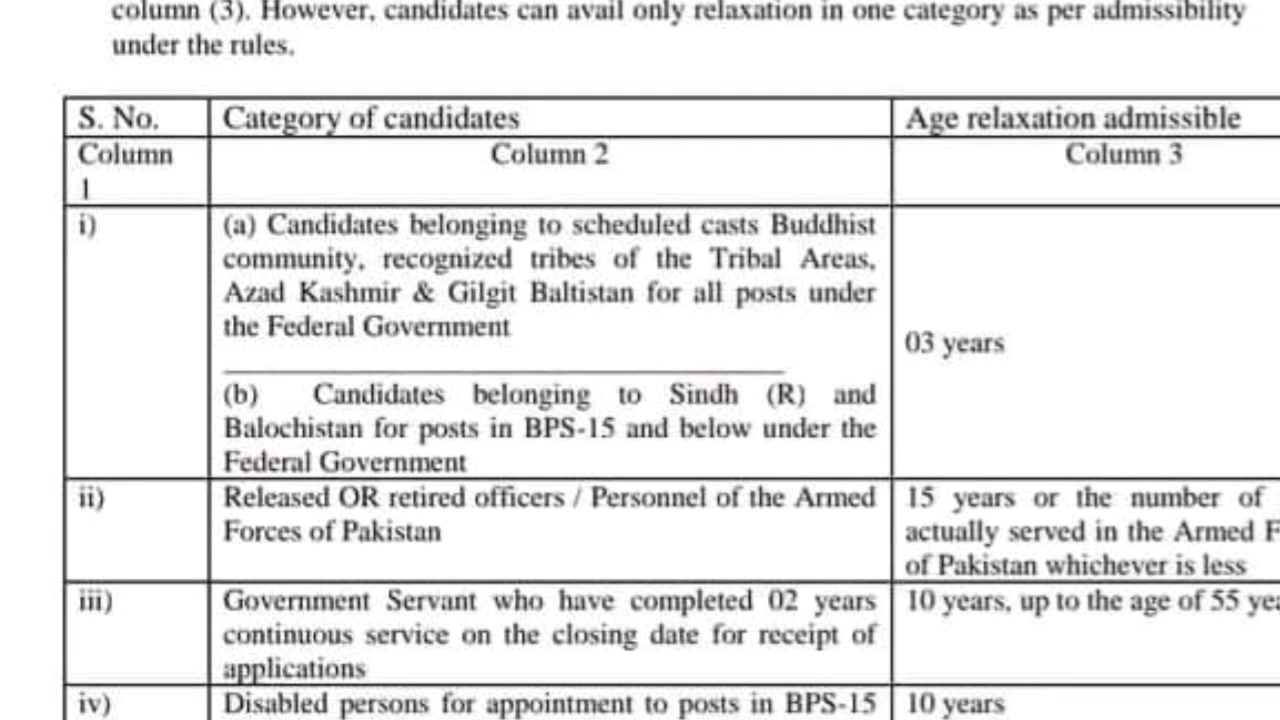 column (3). However, candidates can avail only relaxation in one category as per admissibility
under the rules.
S. No.
Category of candidates
Age relaxation admissible
Column
1
Column 2
Column 3
i)
(a) Candidates belonging to scheduled casts Buddhist
community, recognized tribes of the Tribal Areas,
Azad Kashmir & Gilgit Baltistan for all posts under
the Federal Government
(b) Candidates belonging to Sindh (R) and
Balochistan for posts in BPS-15 and below under the
Federal Government
03 years
ii)
Released OR retired officers / Personnel of the Armed
Forces of Pakistan
15 years or the number of
actually served in the Armed F
of Pakistan whichever is less
iii)
Government Servant who have completed 02 years
continuous service on the closing date for receipt of
applications
10 years, up to the age of 55 yea
iv)
Disabled persons for appointment to posts in BPS-15
10 years